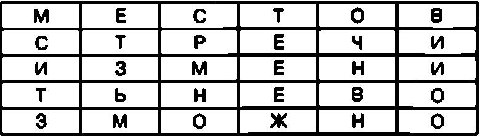 М Е С Т О В
С Т Р Е Ч И
И З М Е Н И
Т Ь Н Е В О
З М О Ж Н О